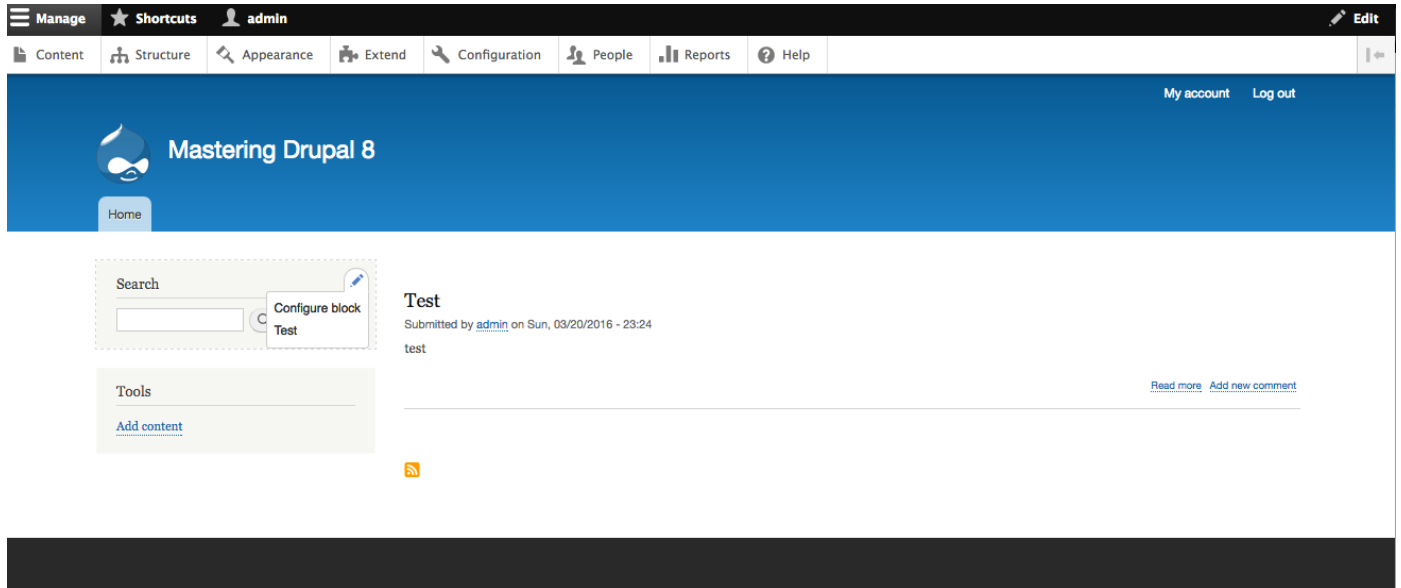 Manage Shortcuts admin Edit
Content Structure Appearance Extend Configuration People Reports Help
My account Log out
Mastering Drupal 8
Home
Search
Configure block
Test
Tools
Add content
Test
Submitted by admin on Sun, 03/20/2016 - 23:24
test
Read more Add new comment